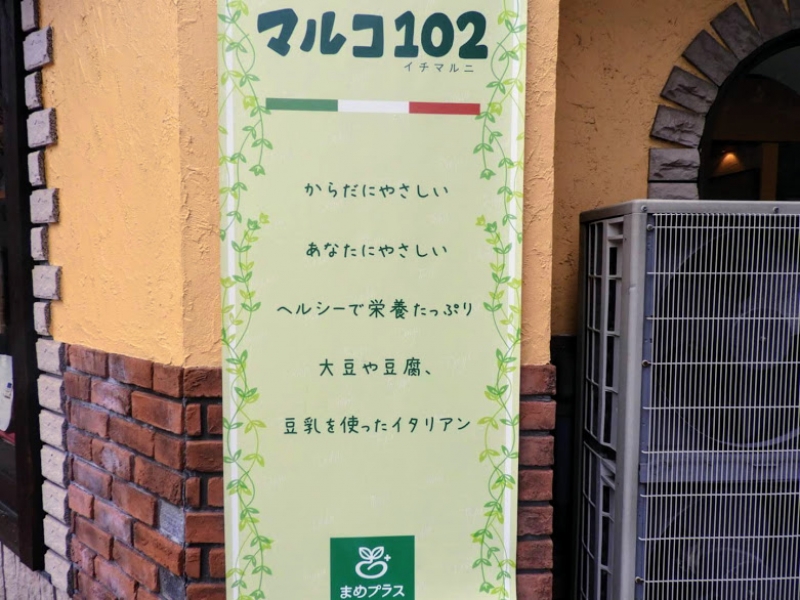 マルコ102
イチマルニ
からだにやさしい
あなたにやさしい
ヘルシーで栄養たっぷり
大豆や豆腐、
豆乳を使ったイタリアン
まめプラス